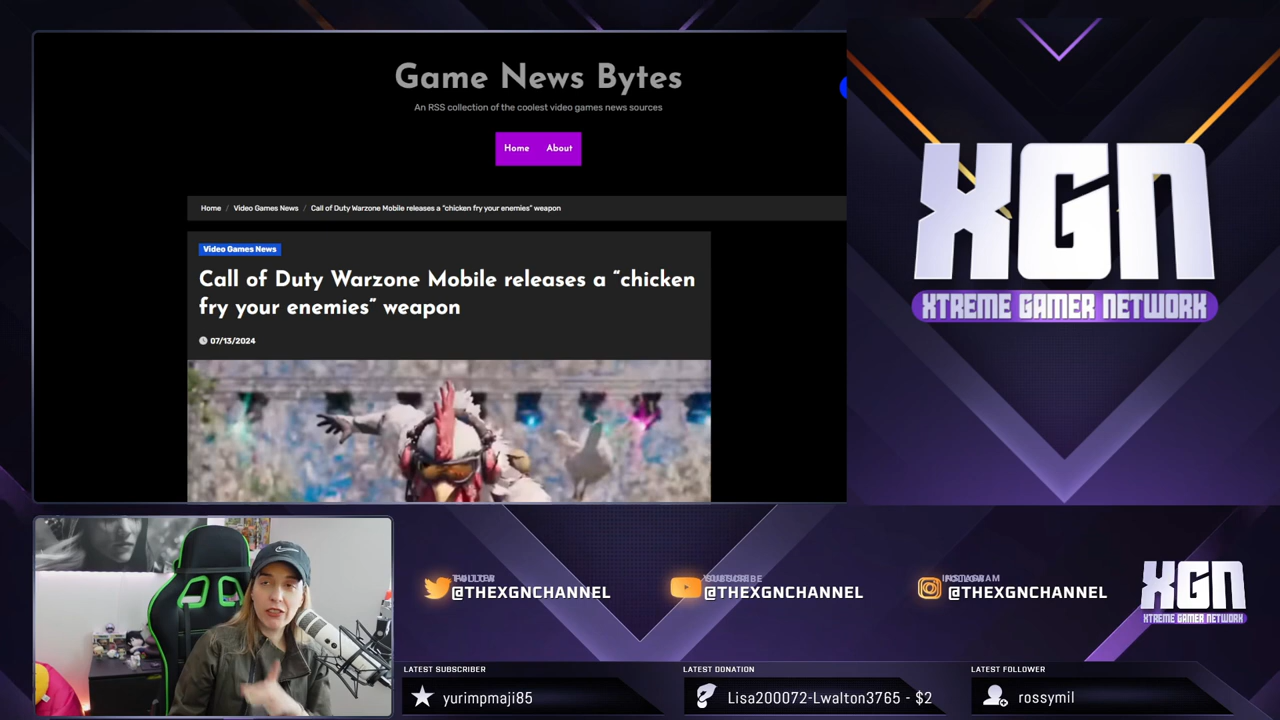 Game News Bytes
An RSS collection of the coolest video games news sources
Home About
Home / Video Games News / Call of Duty Warzone Mobile releases a “chicken fry your enemies” weapon
Video Games News
Call of Duty Warzone Mobile releases a “chicken
fry your enemies” weapon
07/13/2024
XGN
XTREME GAMER NETWORK
@THEXGNCHANNEL
@THEXGNCHANNEL
@THEXGNCHANNEL
XGN
XTREME GAMER NETWORK
LATEST SUBSCRIBER
yurimpmaji85
LATEST DONATION
Lisa200072-Lwalton3765 - $2
LATEST FOLLOWER
rossymil